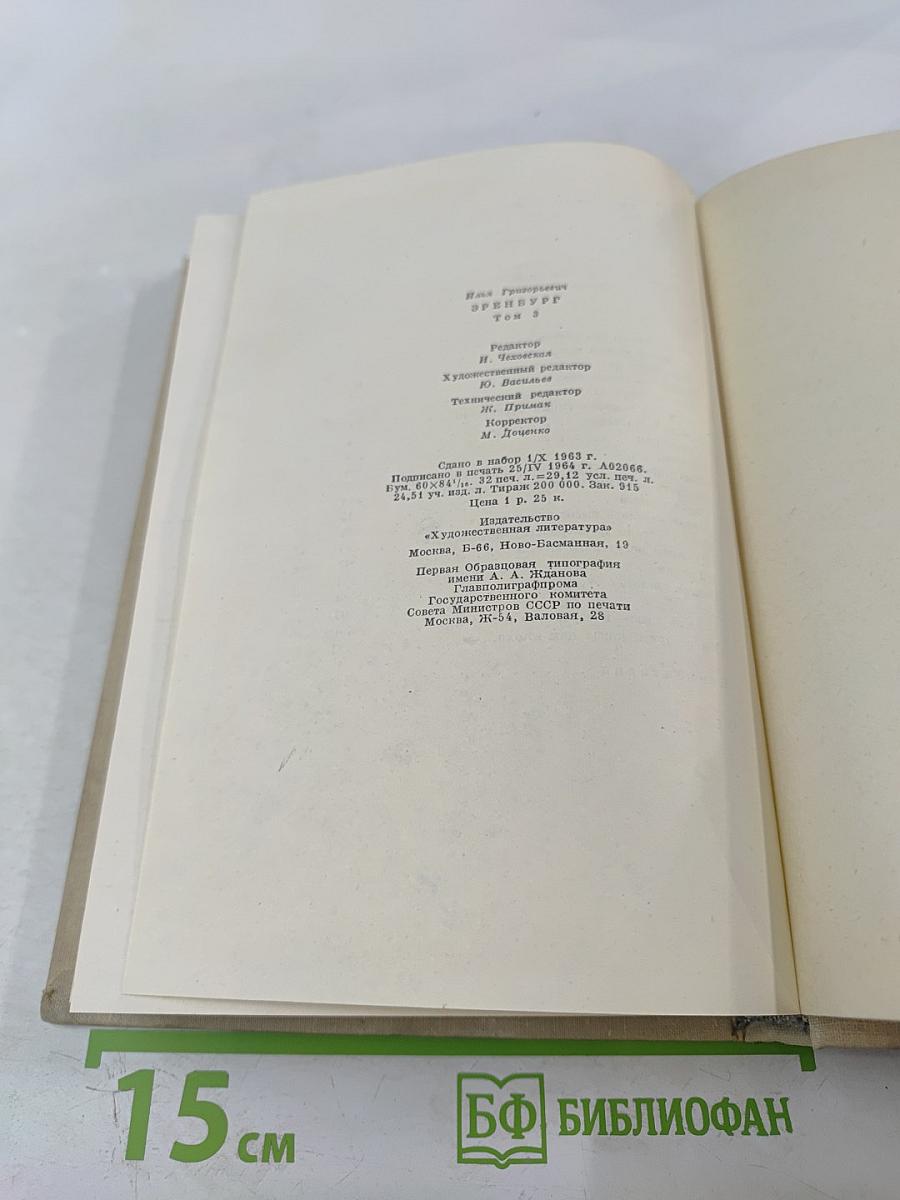 Илья Григорьевич
ЭРЕНБУРГ
Том 3
Редактор
И. Чеховская
Художественный редактор
Ю. Васильев
Технический редактор
Ж. Примак
Корректор
М. Доценко
Сдано в набор 1/X 1963 г.
Подписано в печать 25/IV 1964 г. А02066.
Бум. 60×84¹/₁₆. 32 печ. л.=29,12 усл. печ. л.
24,51 уч. изд. л. Тираж 200 000. Зак. 915
Цена 1 р. 25 к.
Издательство
«Художественная литература»
Москва, Б-66, Ново-Басманная, 19
Первая Образцовая типография
имени А. А. Жданова
Главполиграфпрома
Государственного комитета
Совета Министров СССР по печати
Москва, Ж-54, Валовая, 28
15 см
БФ БИБЛИОФАН